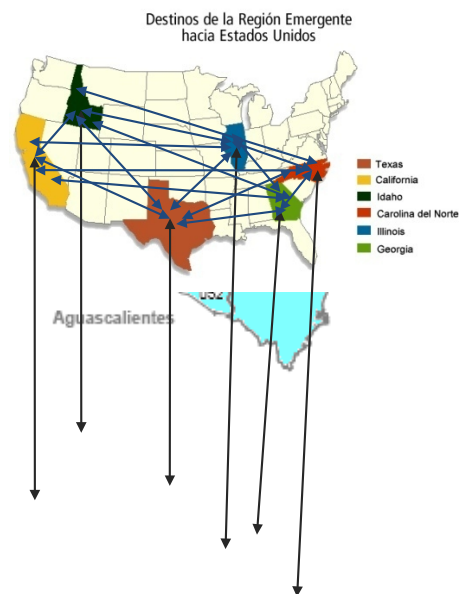 Destinos de la Región Emergente
hacia Estados Unidos
Texas
California
Idaho
Carolina del Norte
Illinois
Georgia
Aguascalientes